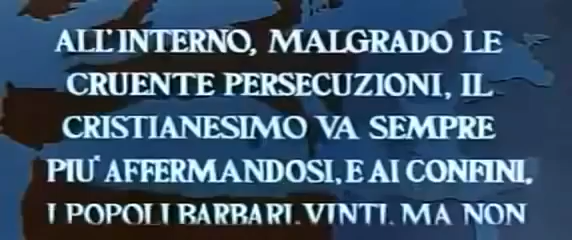 ALL'INTERNO, MALGRADO LE
CRUENTE PERSECUZIONI, IL
CRISTIANESIMO VA SEMPRE
PIU' AFFERMANDOSI, E AI CONFINI,
I POPOLI BARBARI, VINTI, MA NON